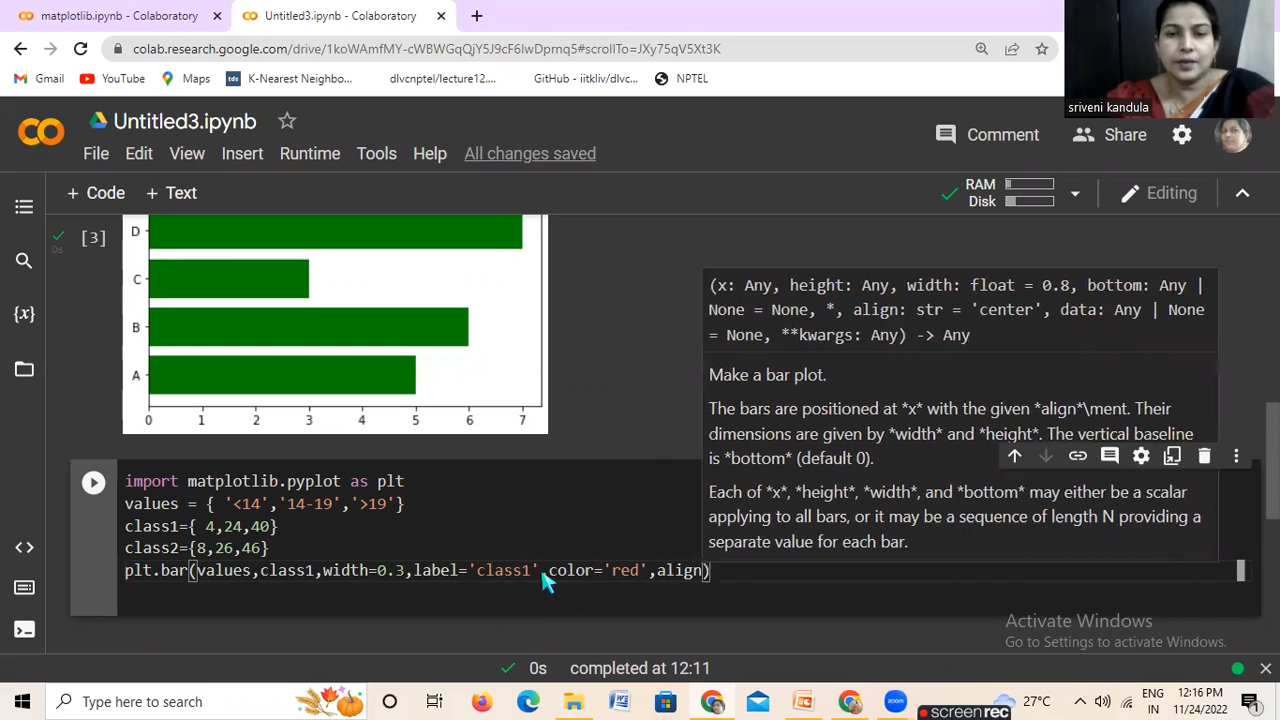 matplotlib.ipynb - Colaboratory
Untitled3.ipynb - Colaboratory
colab.research.google.com/drive/1koWAmfMY-cWBWGqQjY5J9cF6IwDprnq5#scrollTo=JXy75qV5Xt3K
Gmail
YouTube
Maps
tds
K-Nearest Neighbo...
dlvcnptel/lecture12....
GitHub - iitkliv/dlvc...
NPTEL
sriveni kandula
Untitled3.ipynb
File Edit View Insert Runtime Tools Help All changes saved
Comment
Share
+ Code + Text
RAM
Disk
Editing
[3]
0s
D
C
B
A
0 1 2 3 4 5 6 7
(x: Any, height: Any, width: float = 0.8, bottom: Any |
None = None, *, align: str = 'center', data: Any | None
= None, **kwargs: Any) -> Any
Make a bar plot.
The bars are positioned at *x* with the given *align*\ment. Their
dimensions are given by *width* and *height*. The vertical baseline
is *bottom* (default 0).
Each of *x*, *height*, *width*, and *bottom* may either be a scalar
applying to all bars, or it may be a sequence of length N providing a
separate value for each bar.
import matplotlib.pyplot as plt
values = { '<14','14-19','>19'}
class1={ 4,24,40}
class2={8,26,46}
plt.bar(values,class1,width=0.3,label='class1',color='red',align)
Activate Windows
Go to Settings to activate Windows.
0s completed at 12:11
Type here to search
27°C
ENG
IN
12:16 PM
11/24/2022
screenrec
zoom